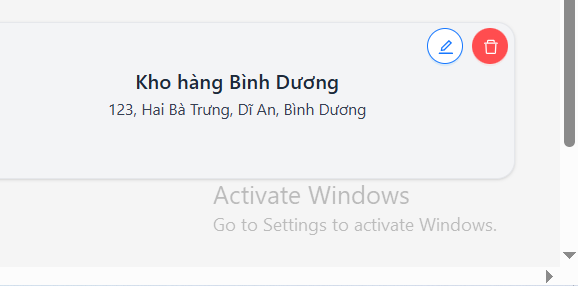 Kho hàng Bình Dương
123, Hai Bà Trưng, Dĩ An, Bình Dương
Activate Windows
Go to Settings to activate Windows.